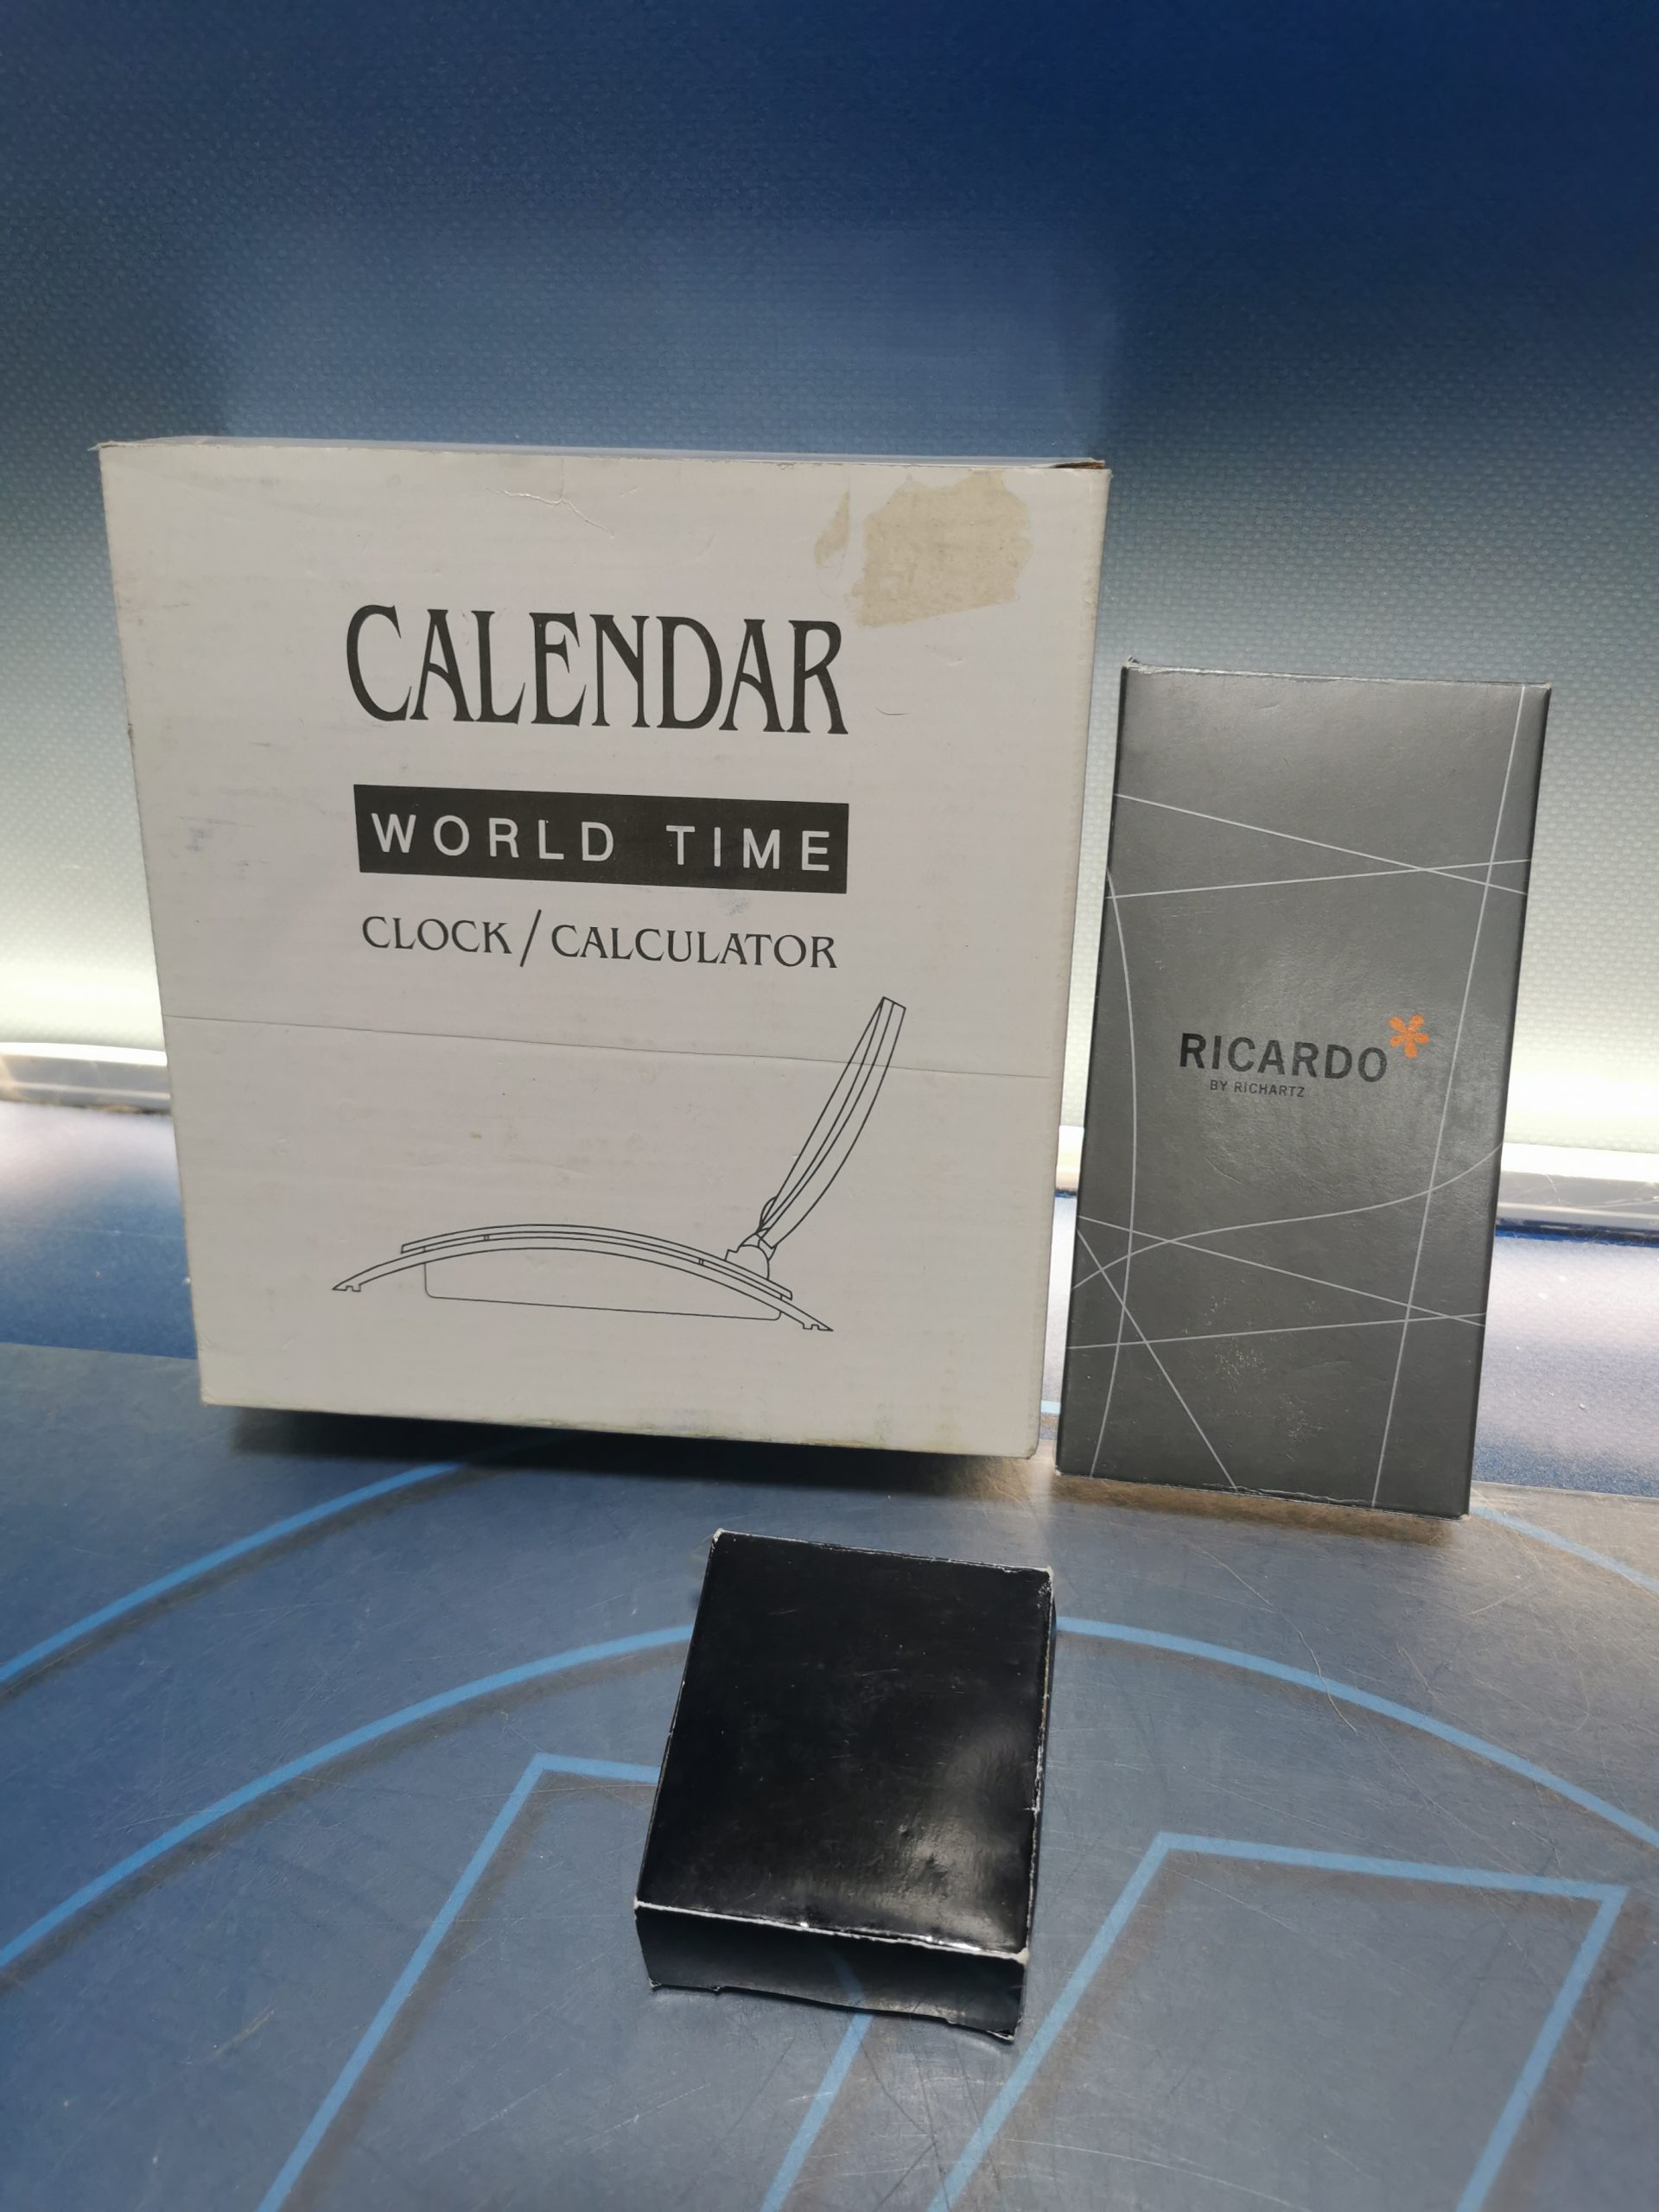 CALENDAR
WORLD TIME
CLOCK/CALCULATOR
RICARDO
BY RICHARTZ